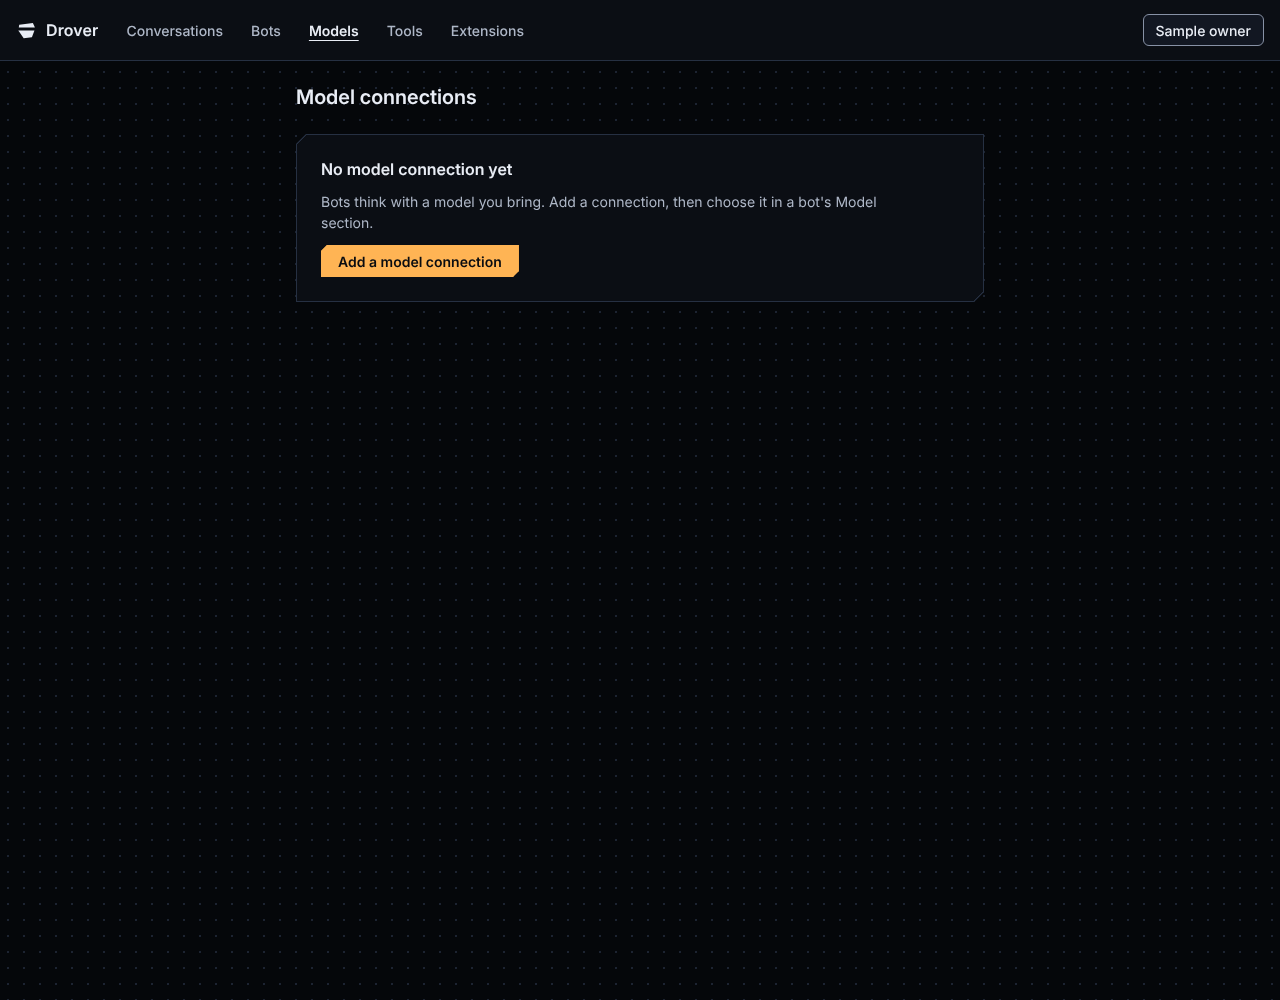 Drover
Conversations
Bots
Models
Tools
Extensions
Sample owner
Model connections
No model connection yet
Bots think with a model you bring. Add a connection, then choose it in a bot's Model
section.
Add a model connection